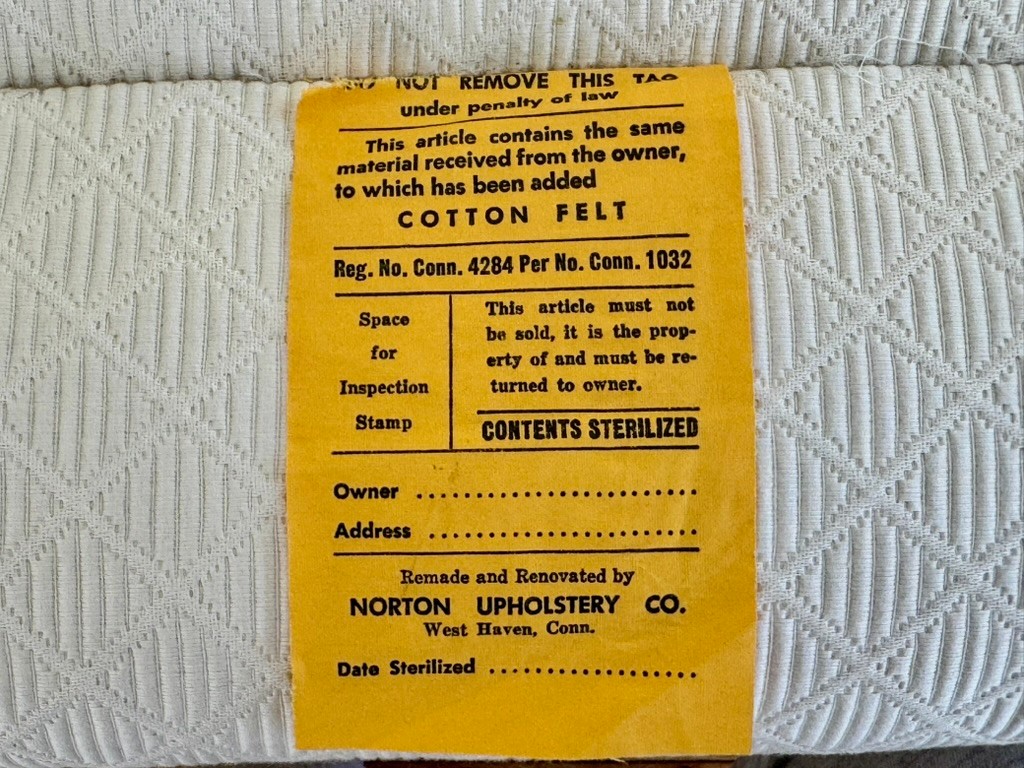 DO NOT REMOVE THIS TAG
under penalty of law
This article contains the same
material received from the owner,
to which has been added
COTTON FELT
Reg. No. Conn. 4284 Per No. Conn. 1032
Space
for
Inspection
Stamp
This article must not
be sold, it is the prop-
erty of and must be re-
turned to owner.
CONTENTS STERILIZED
Owner ........................
Address .......................
Remade and Renovated by
NORTON UPHOLSTERY CO.
West Haven, Conn.
Date Sterilized ..................